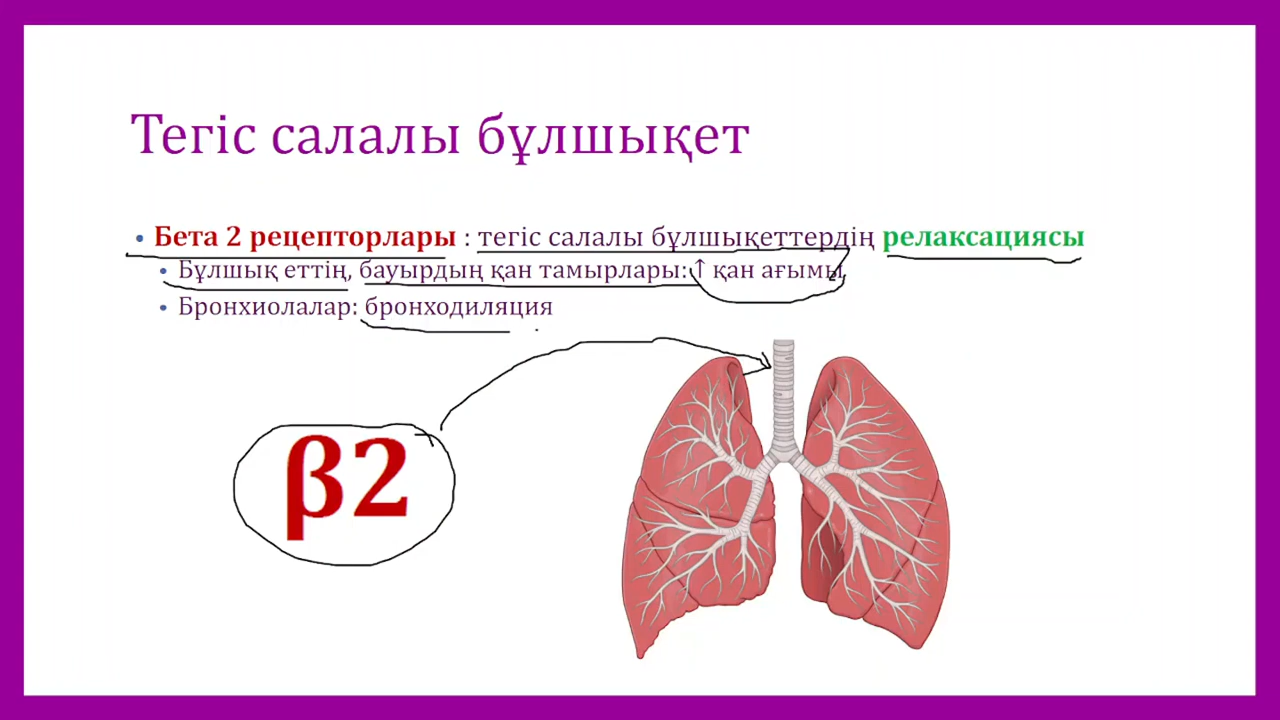 Тегіс салалы бұлшықет
• Бета 2 рецепторлары : тегіс салалы бұлшықеттердің релаксациясы
• Бұлшық еттің, бауырдың қан тамырлары: ↑ қан ағымы
• Бронхиолалар: бронходиляция
β2